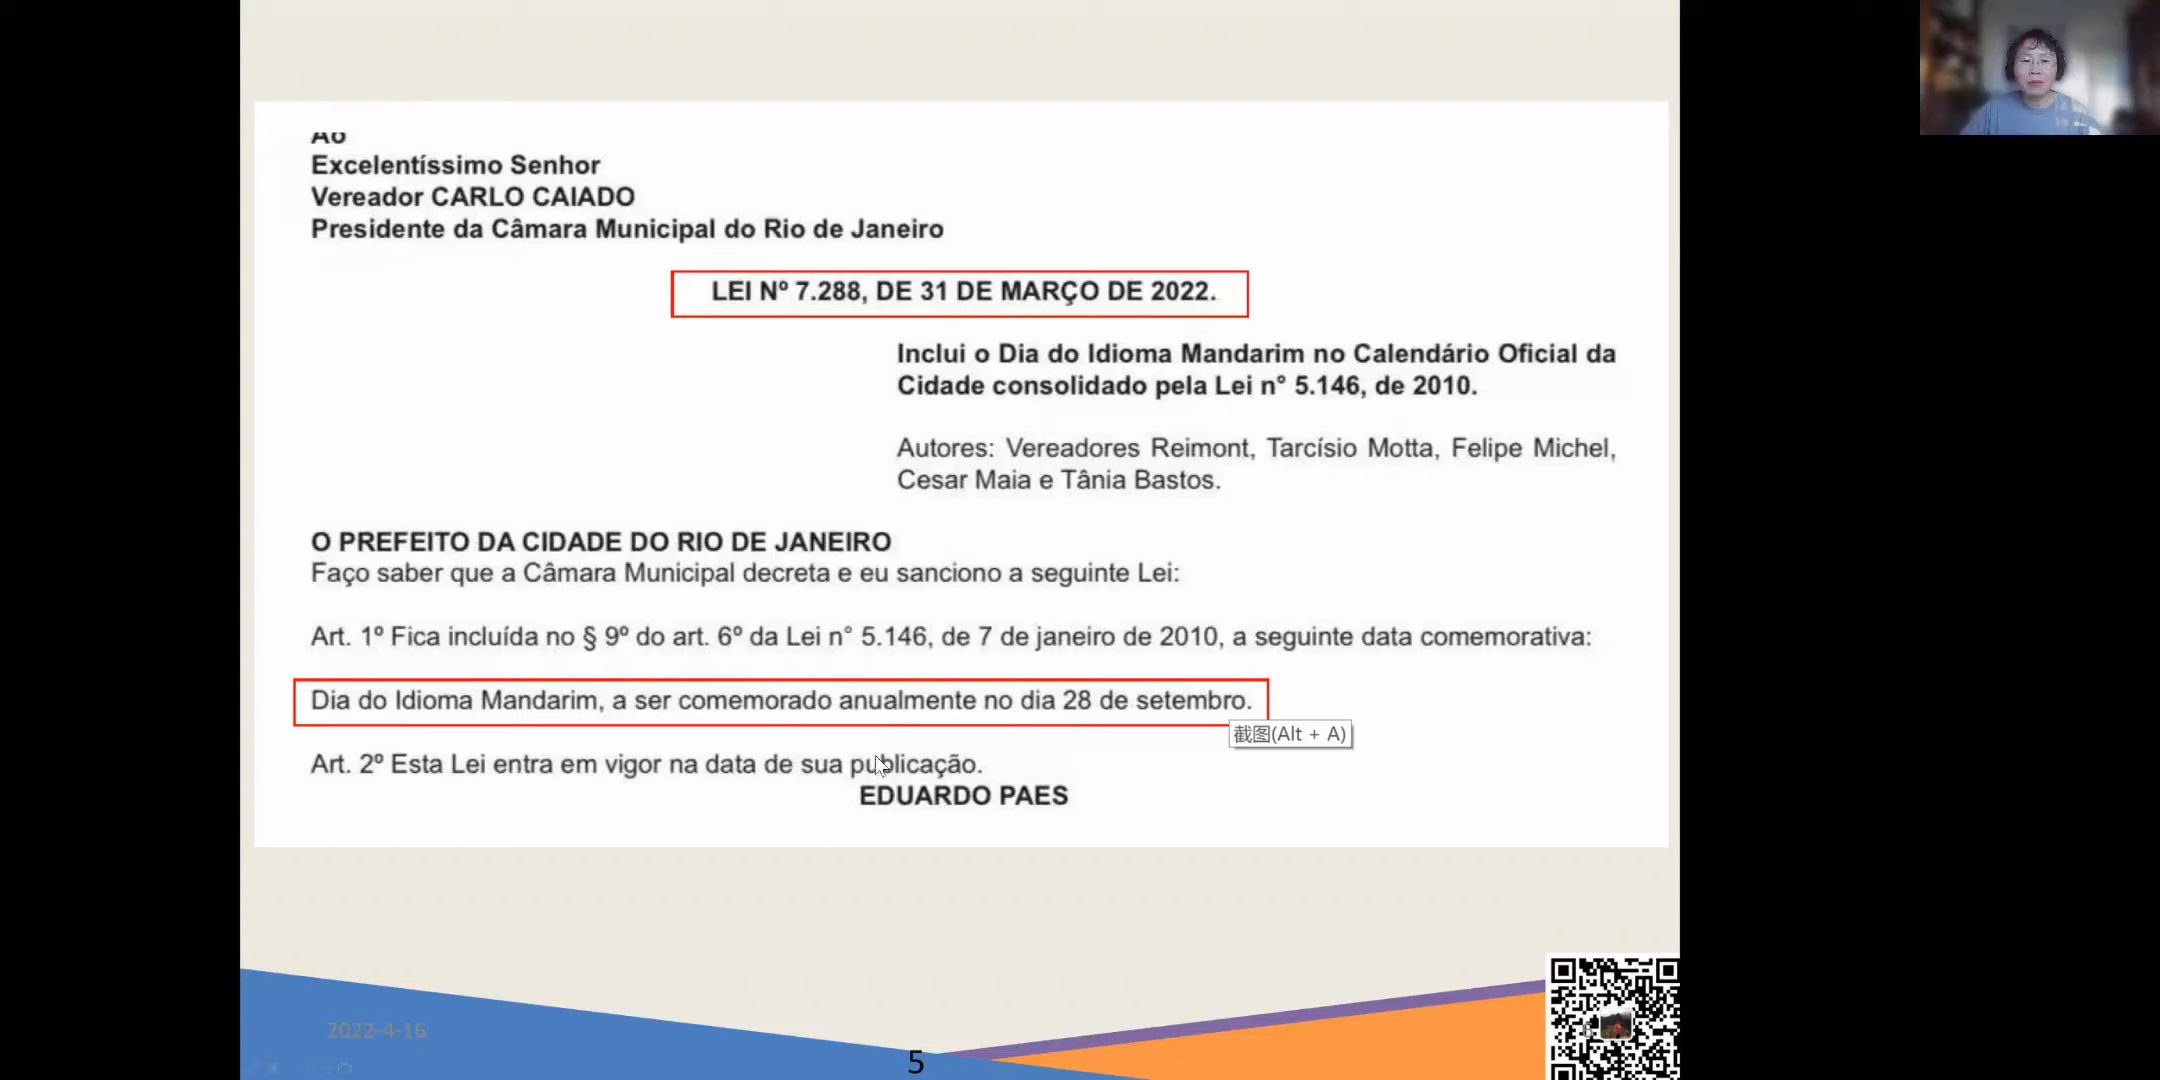 Ao
Excelentíssimo Senhor
Vereador CARLO CAIADO
Presidente da Câmara Municipal do Rio de Janeiro
LEI Nº 7.288, DE 31 DE MARÇO DE 2022.
Inclui o Dia do Idioma Mandarim no Calendário Oficial da
Cidade consolidado pela Lei n° 5.146, de 2010.
Autores: Vereadores Reimont, Tarcísio Motta, Felipe Michel,
Cesar Maia e Tânia Bastos.
O PREFEITO DA CIDADE DO RIO DE JANEIRO
Faço saber que a Câmara Municipal decreta e eu sanciono a seguinte Lei:
Art. 1º Fica incluída no § 9º do art. 6º da Lei n° 5.146, de 7 de janeiro de 2010, a seguinte data comemorativa:
Dia do Idioma Mandarim, a ser comemorado anualmente no dia 28 de setembro.
截图(Alt + A)
Art. 2º Esta Lei entra em vigor na data de sua publicação.
EDUARDO PAES
2022-4-16
5